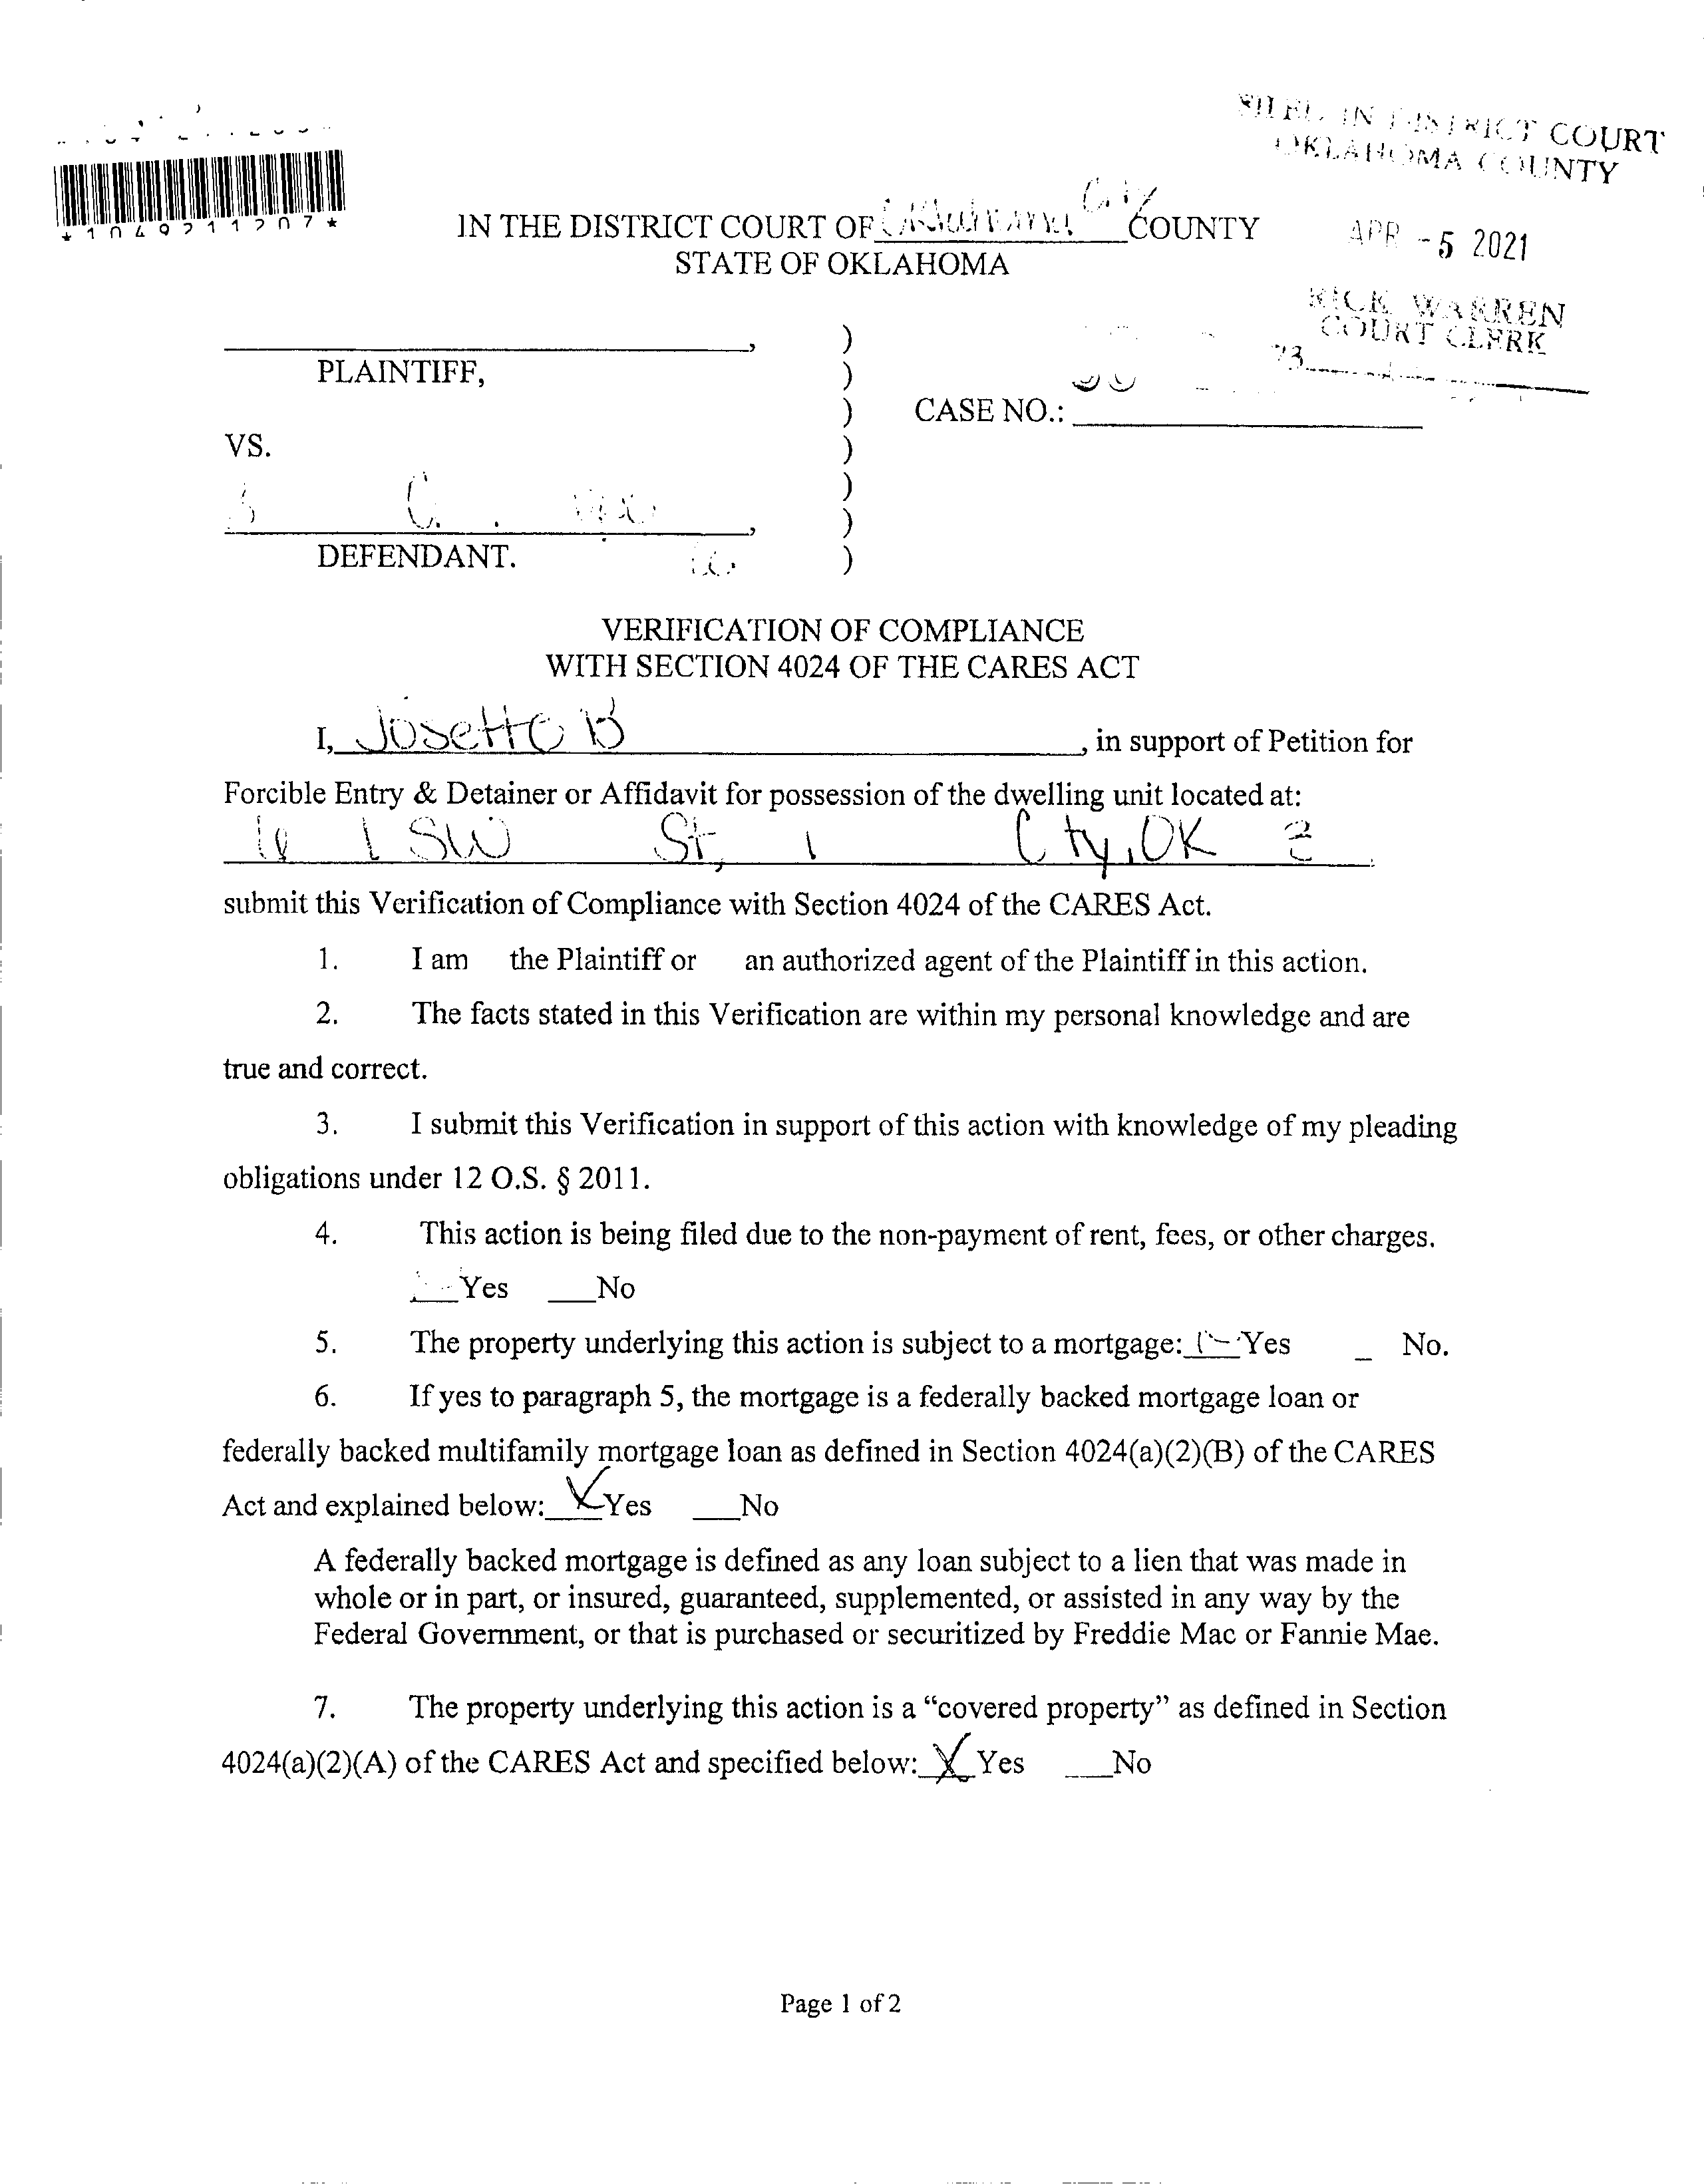 IN DISTRICT COURT
OKLAHOMA COUNTY
*1049211207*
IN THE DISTRICT COURT OF Oklahoma City COUNTY
STATE OF OKLAHOMA
APR -5 2021
RICK WARREN
COURT CLERK
PLAINTIFF,
CASE NO.:
VS.
DEFENDANT.
VERIFICATION OF COMPLIANCE
WITH SECTION 4024 OF THE CARES ACT
I, B, in support of Petition for
Forcible Entry & Detainer or Affidavit for possession of the dwelling unit located at:
SW St, City, OK
submit this Verification of Compliance with Section 4024 of the CARES Act.
1. I am the Plaintiff or an authorized agent of the Plaintiff in this action.
2. The facts stated in this Verification are within my personal knowledge and are
true and correct.
3. I submit this Verification in support of this action with knowledge of my pleading
obligations under 12 O.S. § 2011.
4. This action is being filed due to the non-payment of rent, fees, or other charges.
Yes ___No
5. The property underlying this action is subject to a mortgage: Yes _ No.
6. If yes to paragraph 5, the mortgage is a federally backed mortgage loan or
federally backed multifamily mortgage loan as defined in Section 4024(a)(2)(B) of the CARES
Act and explained below: X Yes ___No
A federally backed mortgage is defined as any loan subject to a lien that was made in
whole or in part, or insured, guaranteed, supplemented, or assisted in any way by the
Federal Government, or that is purchased or securitized by Freddie Mac or Fannie Mae.
7. The property underlying this action is a “covered property” as defined in Section
4024(a)(2)(A) of the CARES Act and specified below: X Yes ___No
Page 1 of 2